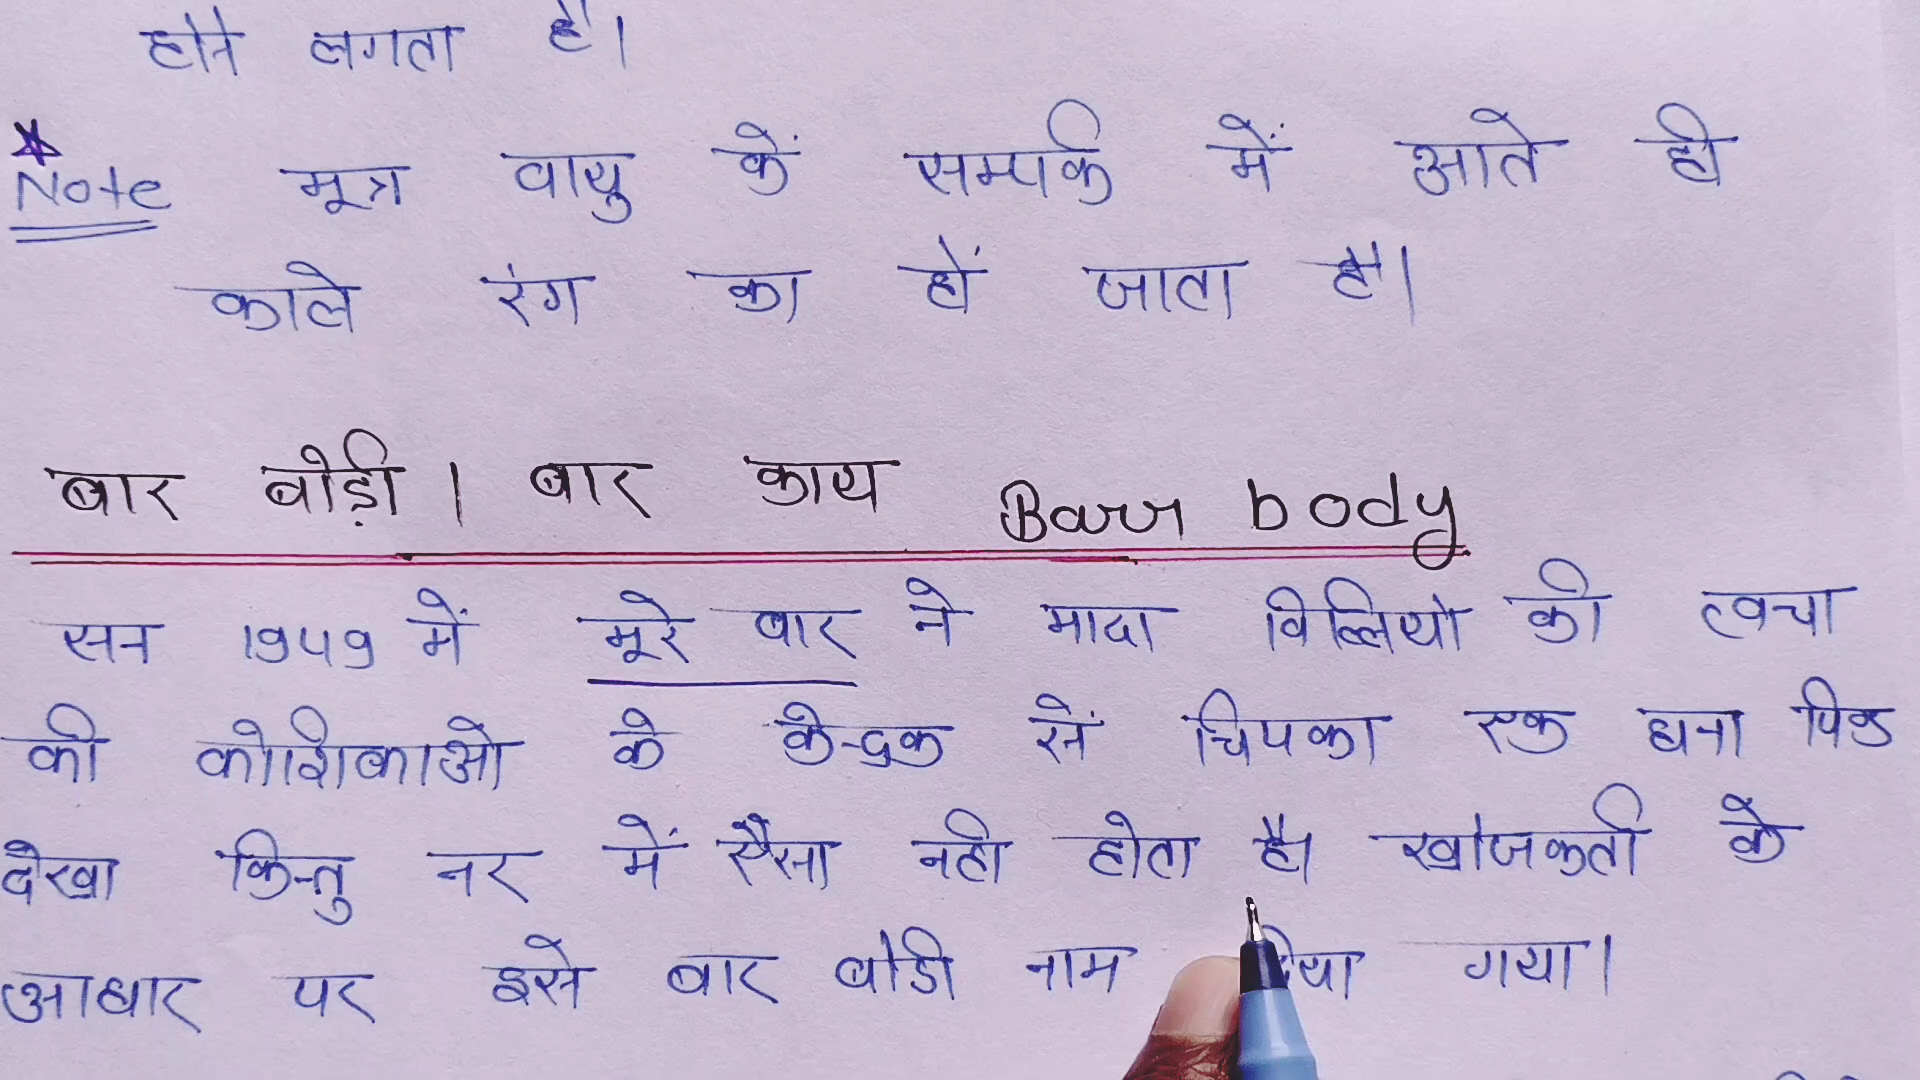 होने लगता है।
Note मूत्र वायु कें सम्पर्क में आते ही
काले रंग का हों जाता है।
बार बोड़ी । बार काय Barr body
सन 1949 में मूरे बार ने मादा बिल्लियो की त्वचा
की कोशिकाओ के केन्द्रक सें चिपका एक घना पिण्ड
देखा किन्तु नर में ऐसा नही होता है। खोजकर्ता के
आधार पर इसे बार बोडी नाम गया।